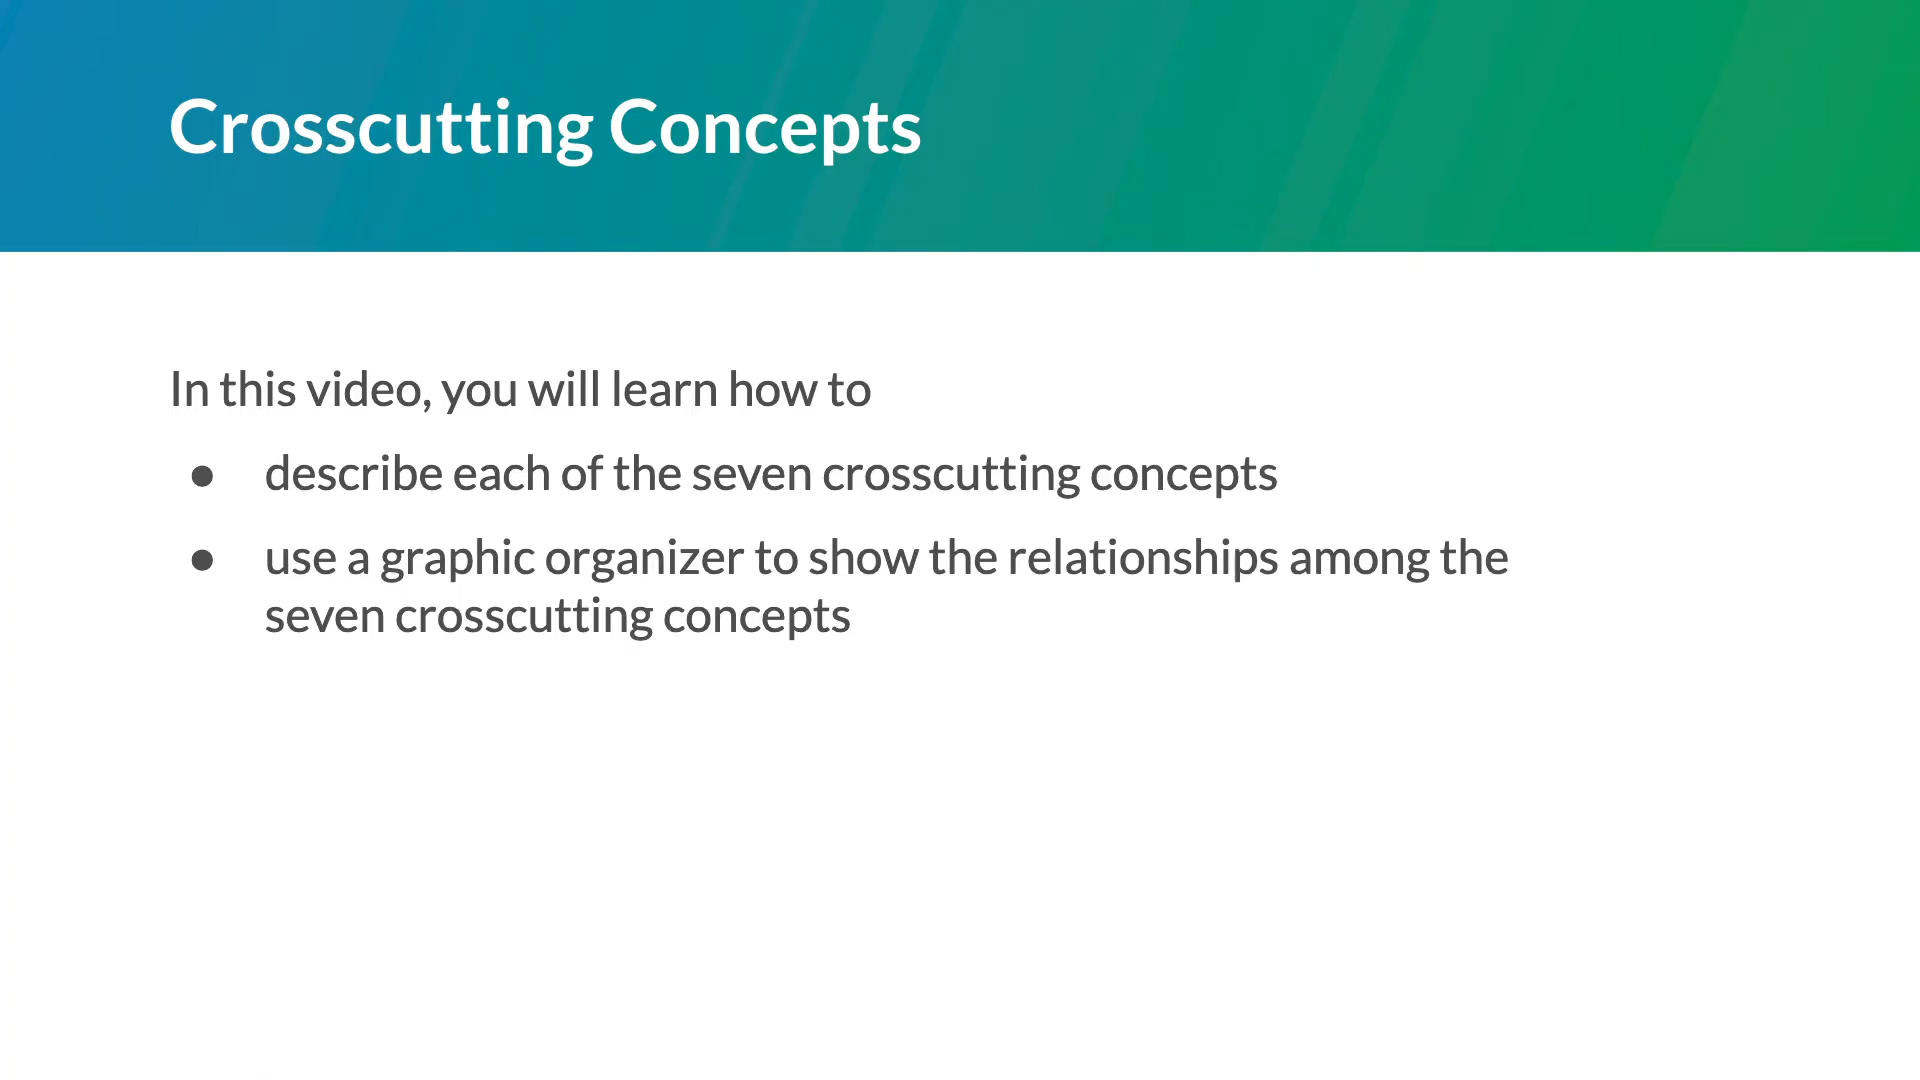 Crosscutting Concepts
In this video, you will learn how to
● describe each of the seven crosscutting concepts
● use a graphic organizer to show the relationships among the
seven crosscutting concepts